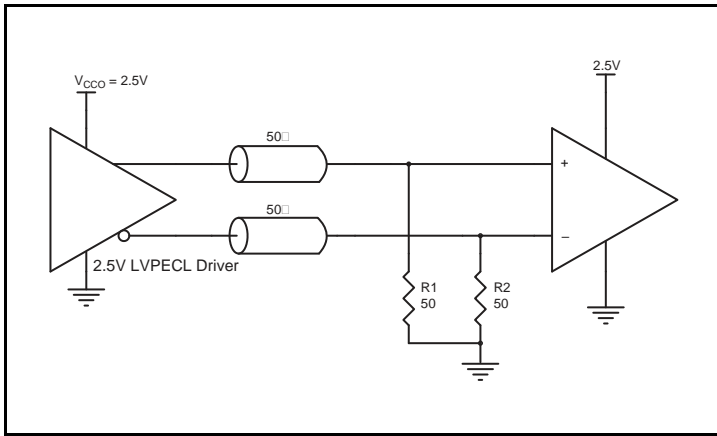 V_CCO = 2.5V
2.5V
50□
50□
+
–
2.5V LVPECL Driver
R1
50
R2
50